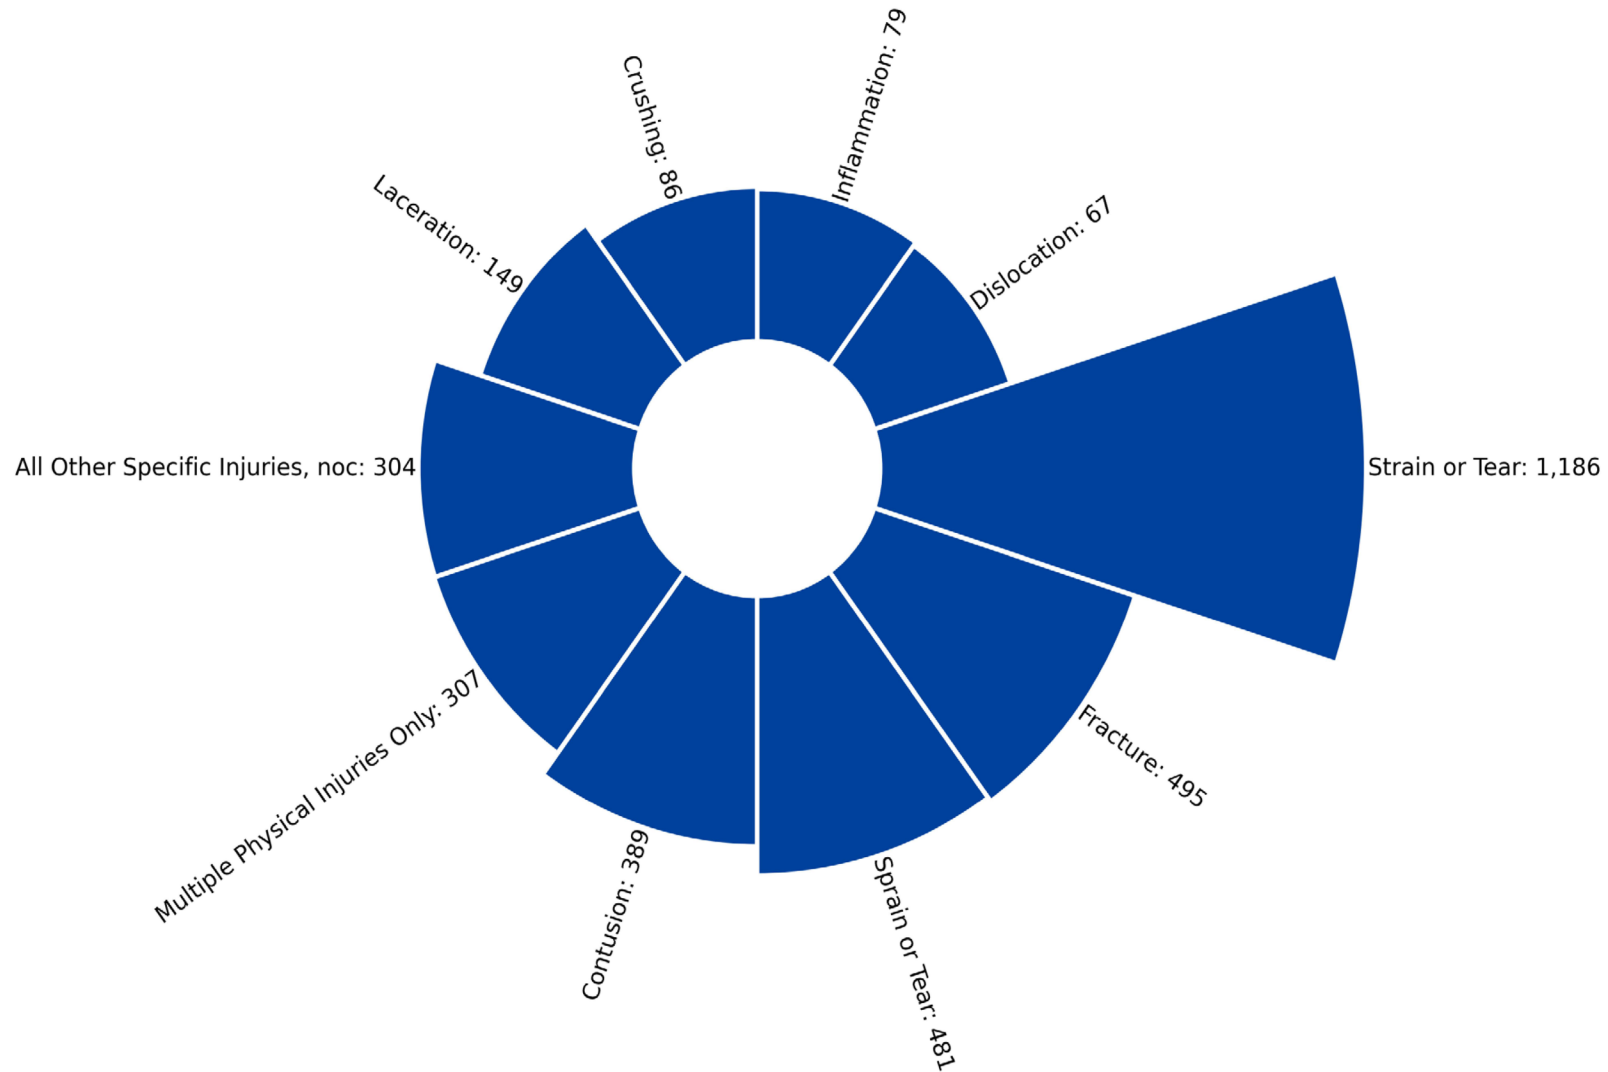 Inflammation: 79
Crushing: 86
Laceration: 149
Dislocation: 67
All Other Specific Injuries, noc: 304
Strain or Tear: 1,186
Multiple Physical Injuries Only: 307
Fracture: 495
Contusion: 389
Sprain or Tear: 481